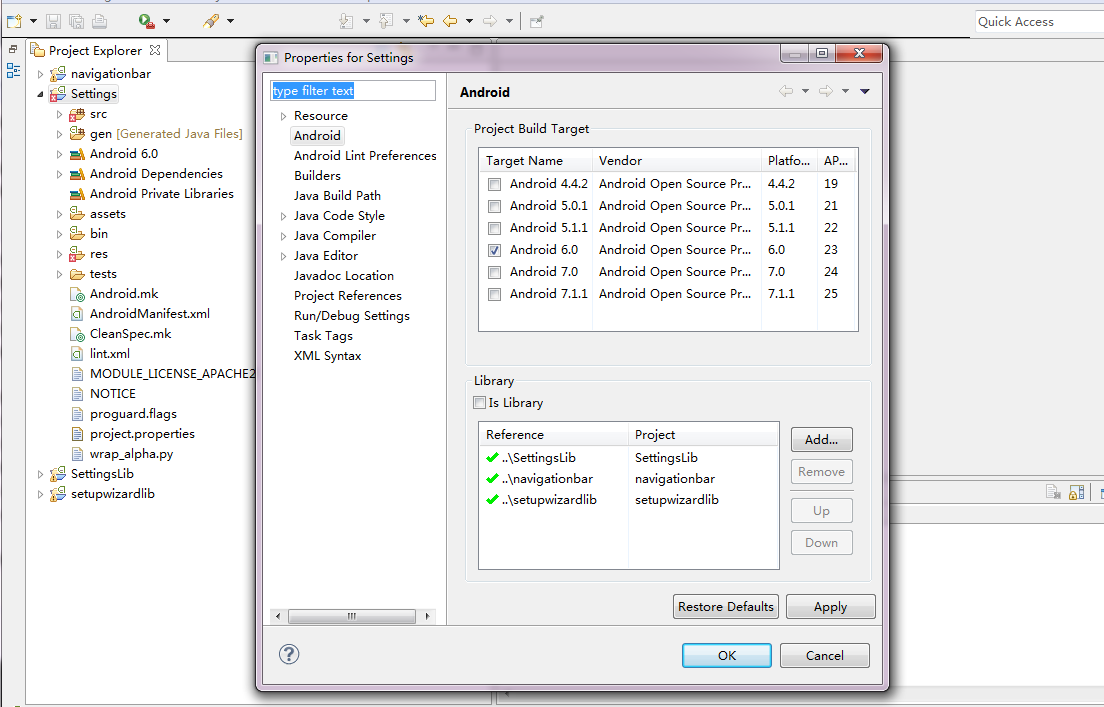 Quick Access
Project Explorer
navigationbar
Settings
src
gen [Generated Java Files]
Android 6.0
Android Dependencies
Android Private Libraries
assets
bin
res
tests
Android.mk
AndroidManifest.xml
CleanSpec.mk
lint.xml
MODULE_LICENSE_APACHE2
NOTICE
proguard.flags
project.properties
wrap_alpha.py
SettingsLib
setupwizardlib
Properties for Settings
type filter text
Resource
Android
Android Lint Preferences
Builders
Java Build Path
Java Code Style
Java Compiler
Java Editor
Javadoc Location
Project References
Run/Debug Settings
Task Tags
XML Syntax
Android
Project Build Target
Target Name Vendor Platfo... AP...
Android 4.4.2 Android Open Source Pr... 4.4.2 19
Android 5.0.1 Android Open Source Pr... 5.0.1 21
Android 5.1.1 Android Open Source Pr... 5.1.1 22
Android 6.0 Android Open Source Pr... 6.0 23
Android 7.0 Android Open Source Pr... 7.0 24
Android 7.1.1 Android Open Source Pr... 7.1.1 25
Library
Is Library
Reference Project
..\SettingsLib SettingsLib
..\navigationbar navigationbar
..\setupwizardlib setupwizardlib
Add...
Remove
Up
Down
Restore Defaults Apply
OK Cancel